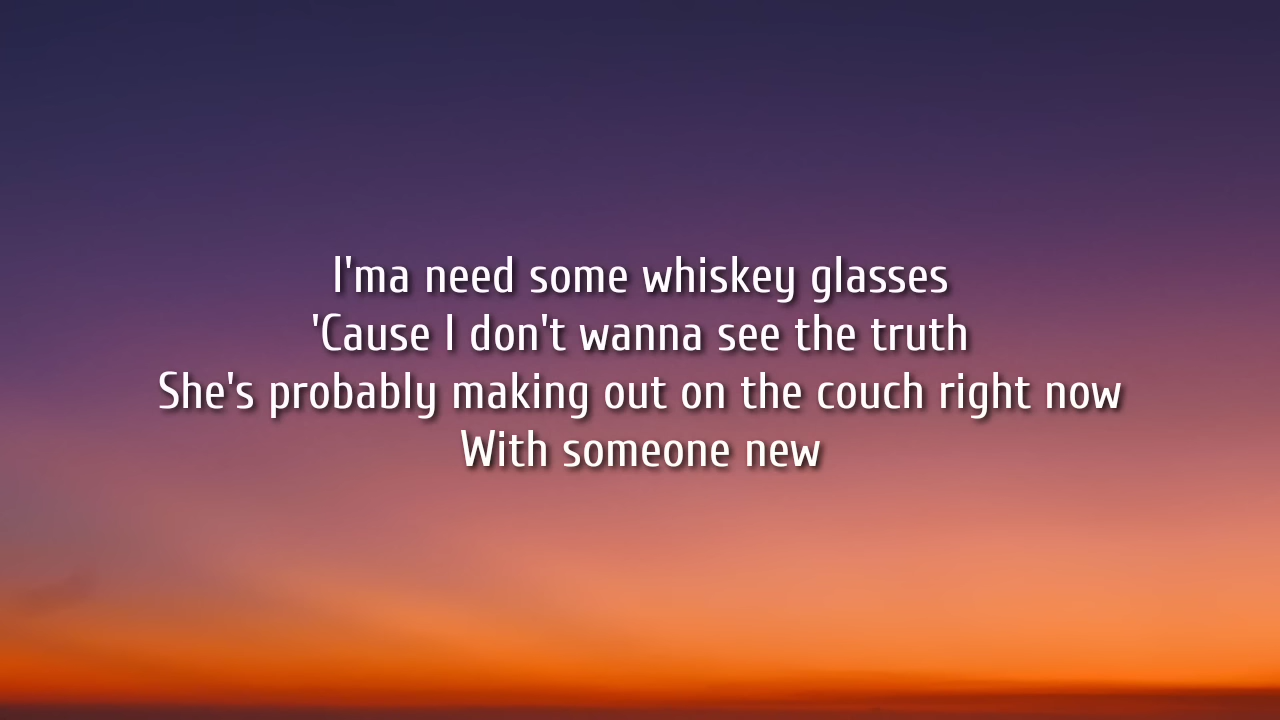 I'ma need some whiskey glasses
'Cause I don't wanna see the truth
She's probably making out on the couch right now
With someone new